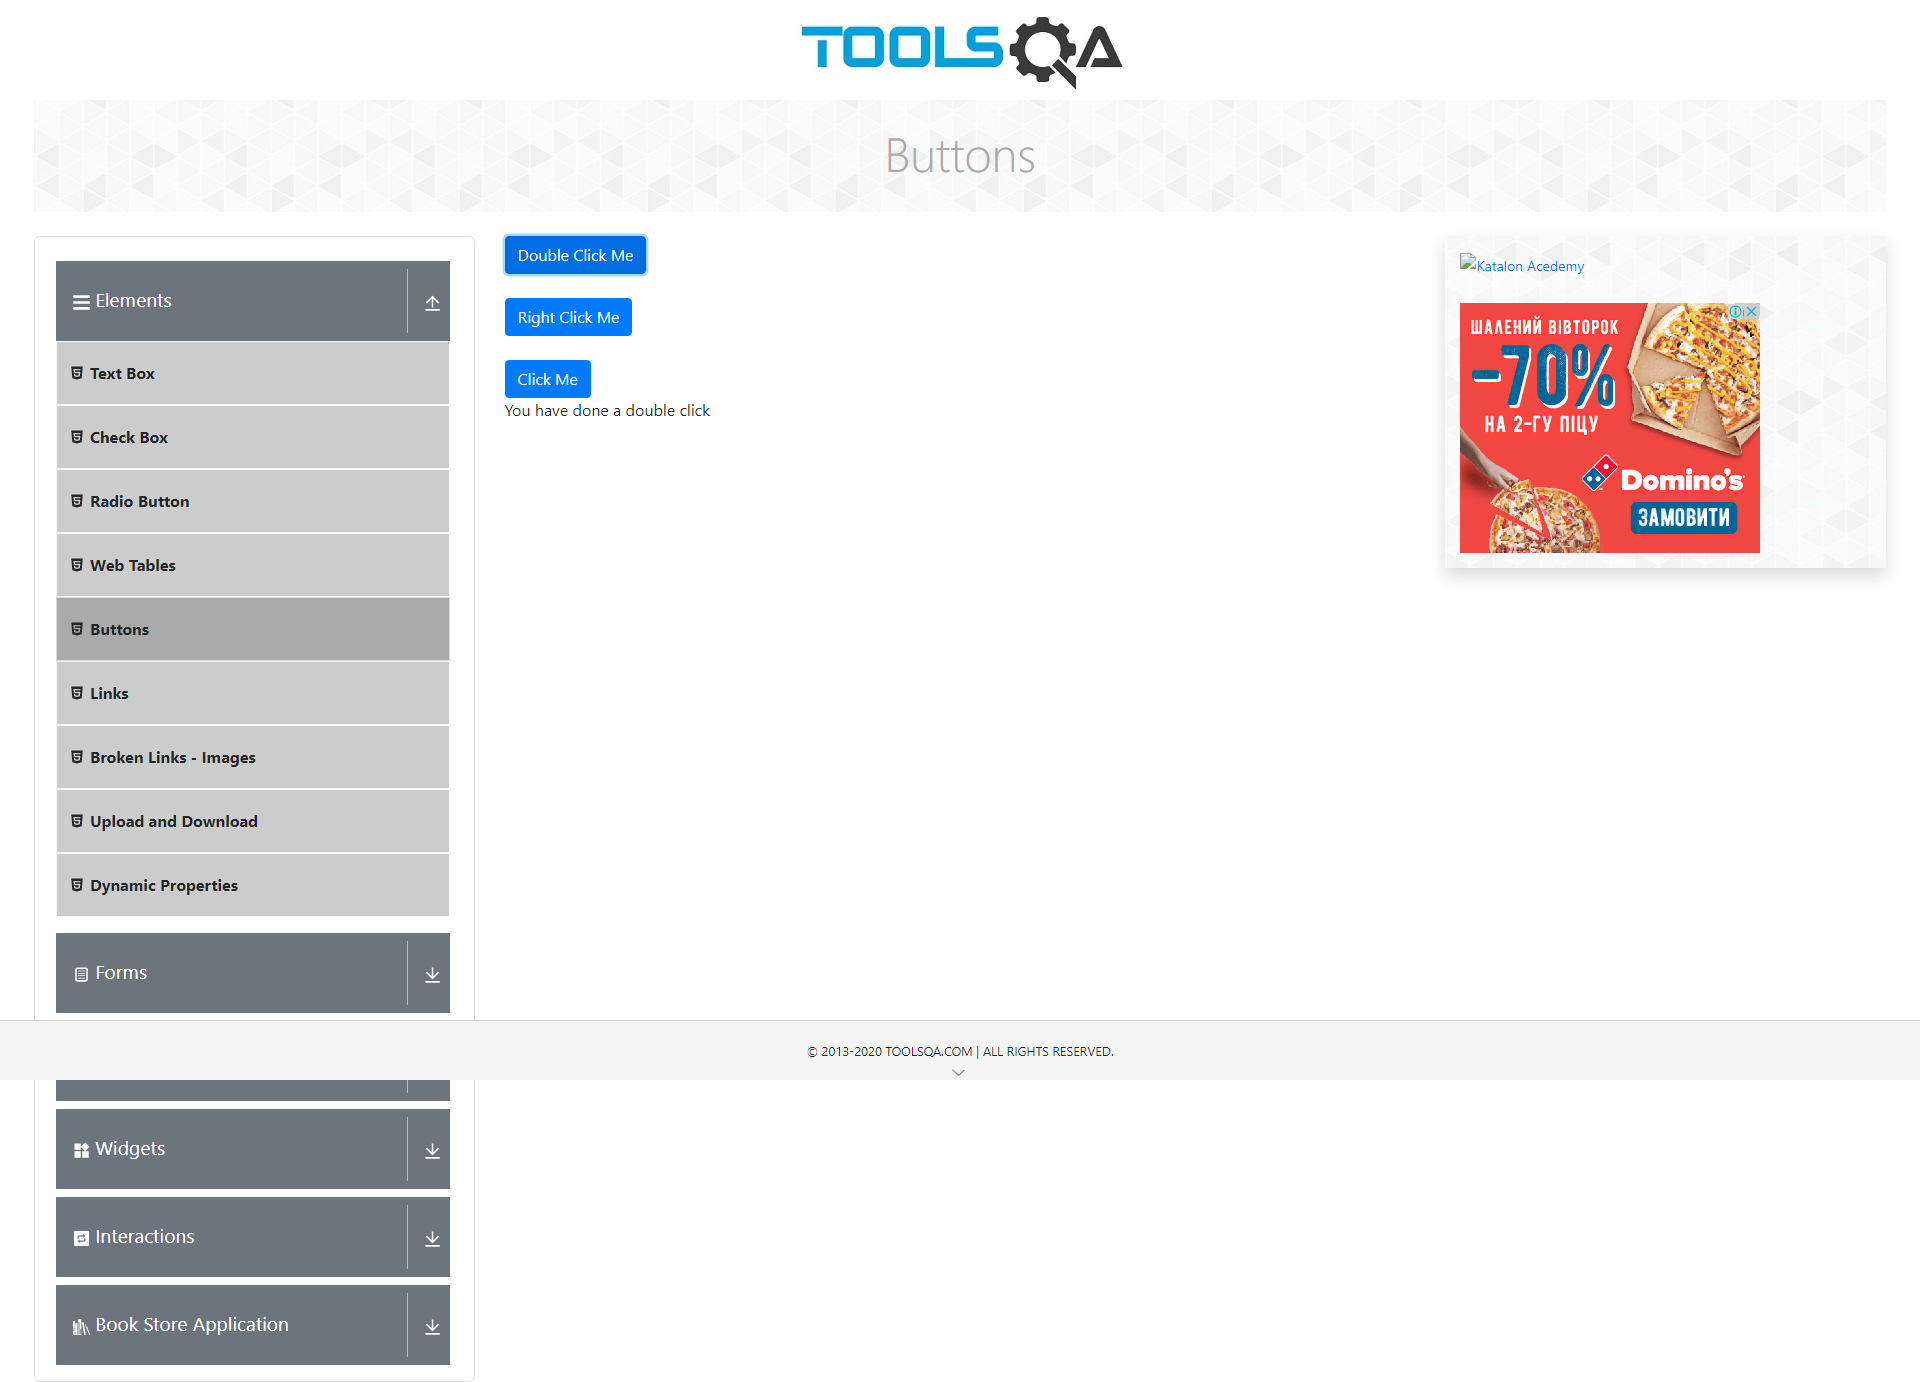 TOOLSQA
Buttons
Elements
Text Box
Check Box
Radio Button
Web Tables
Buttons
Links
Broken Links - Images
Upload and Download
Dynamic Properties
Forms
Widgets
Interactions
Book Store Application
Double Click Me
Right Click Me
Click Me
You have done a double click
Katalon Acedemy
ШАЛЕНИЙ ВІВТОРОК
-70%
НА 2-ГУ ПІЦУ
Domino's
ЗАМОВИТИ
© 2013-2020 TOOLSQA.COM | ALL RIGHTS RESERVED.